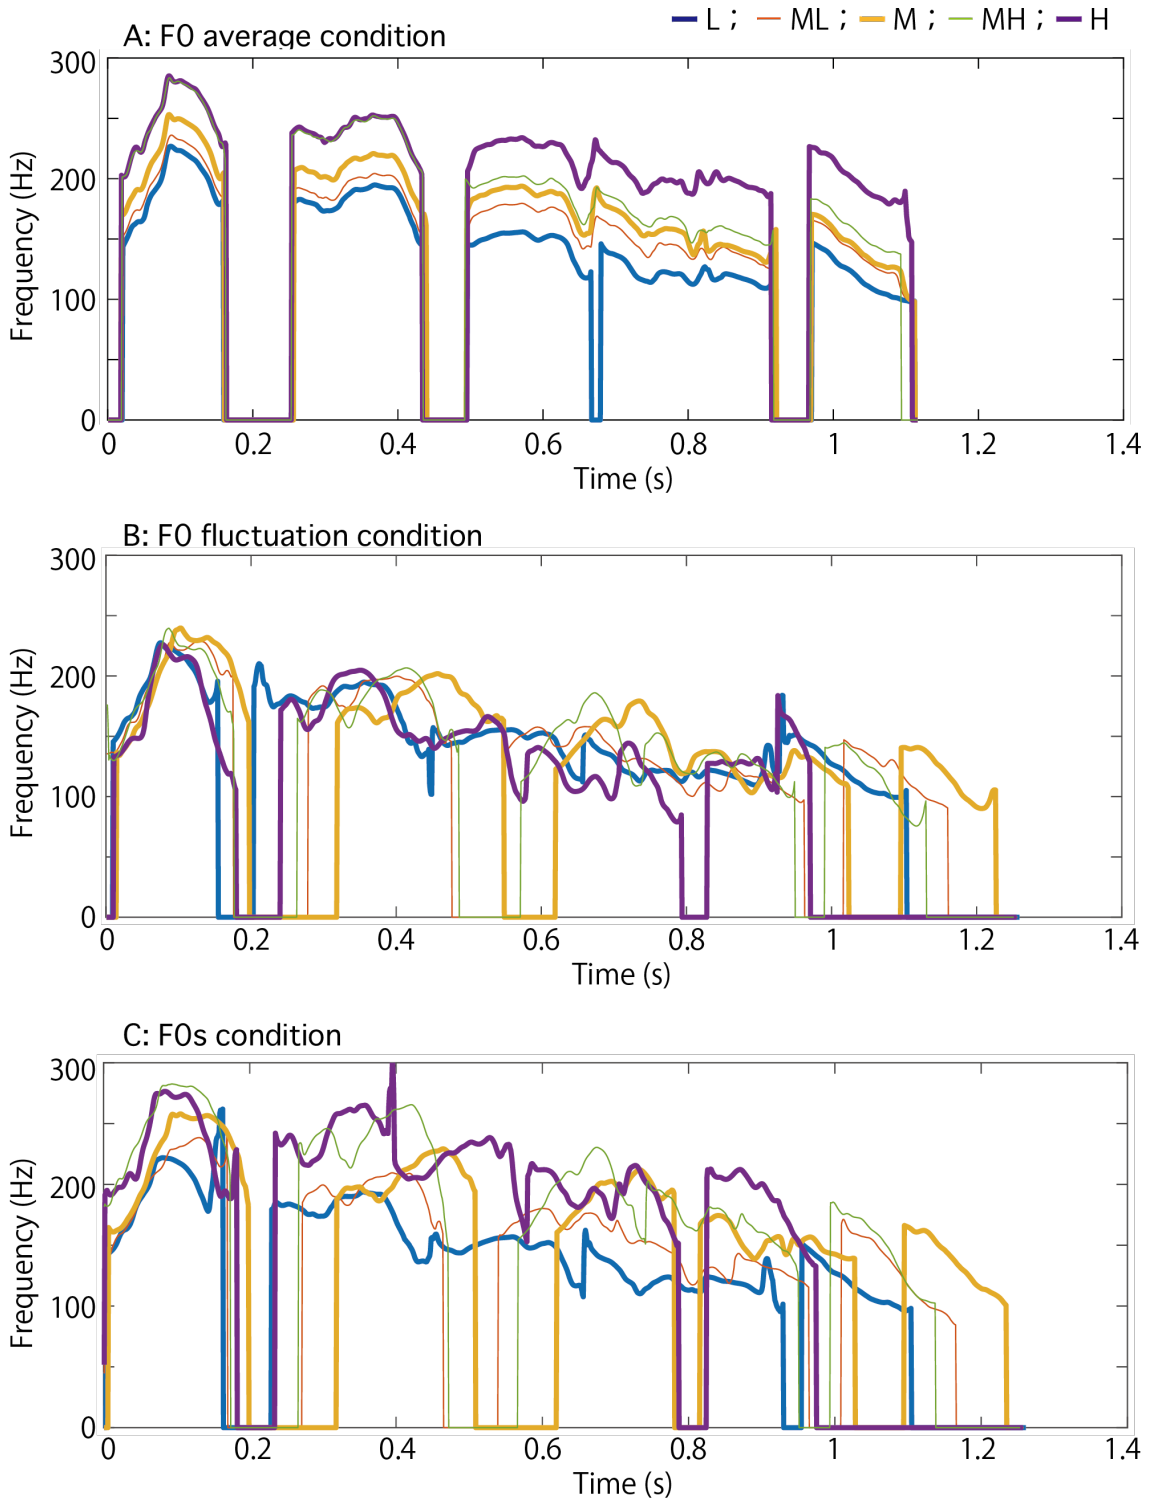 L ; ML ; M ; MH ; H
A: F0 average condition
300
200
100
0
Frequency (Hz)
0 0.2 0.4 0.6 0.8 1 1.2 1.4
Time (s)
B: F0 fluctuation condition
300
200
100
0
Frequency (Hz)
0 0.2 0.4 0.6 0.8 1 1.2 1.4
Time (s)
C: F0s condition
300
200
100
0
Frequency (Hz)
0 0.2 0.4 0.6 0.8 1 1.2 1.4
Time (s)